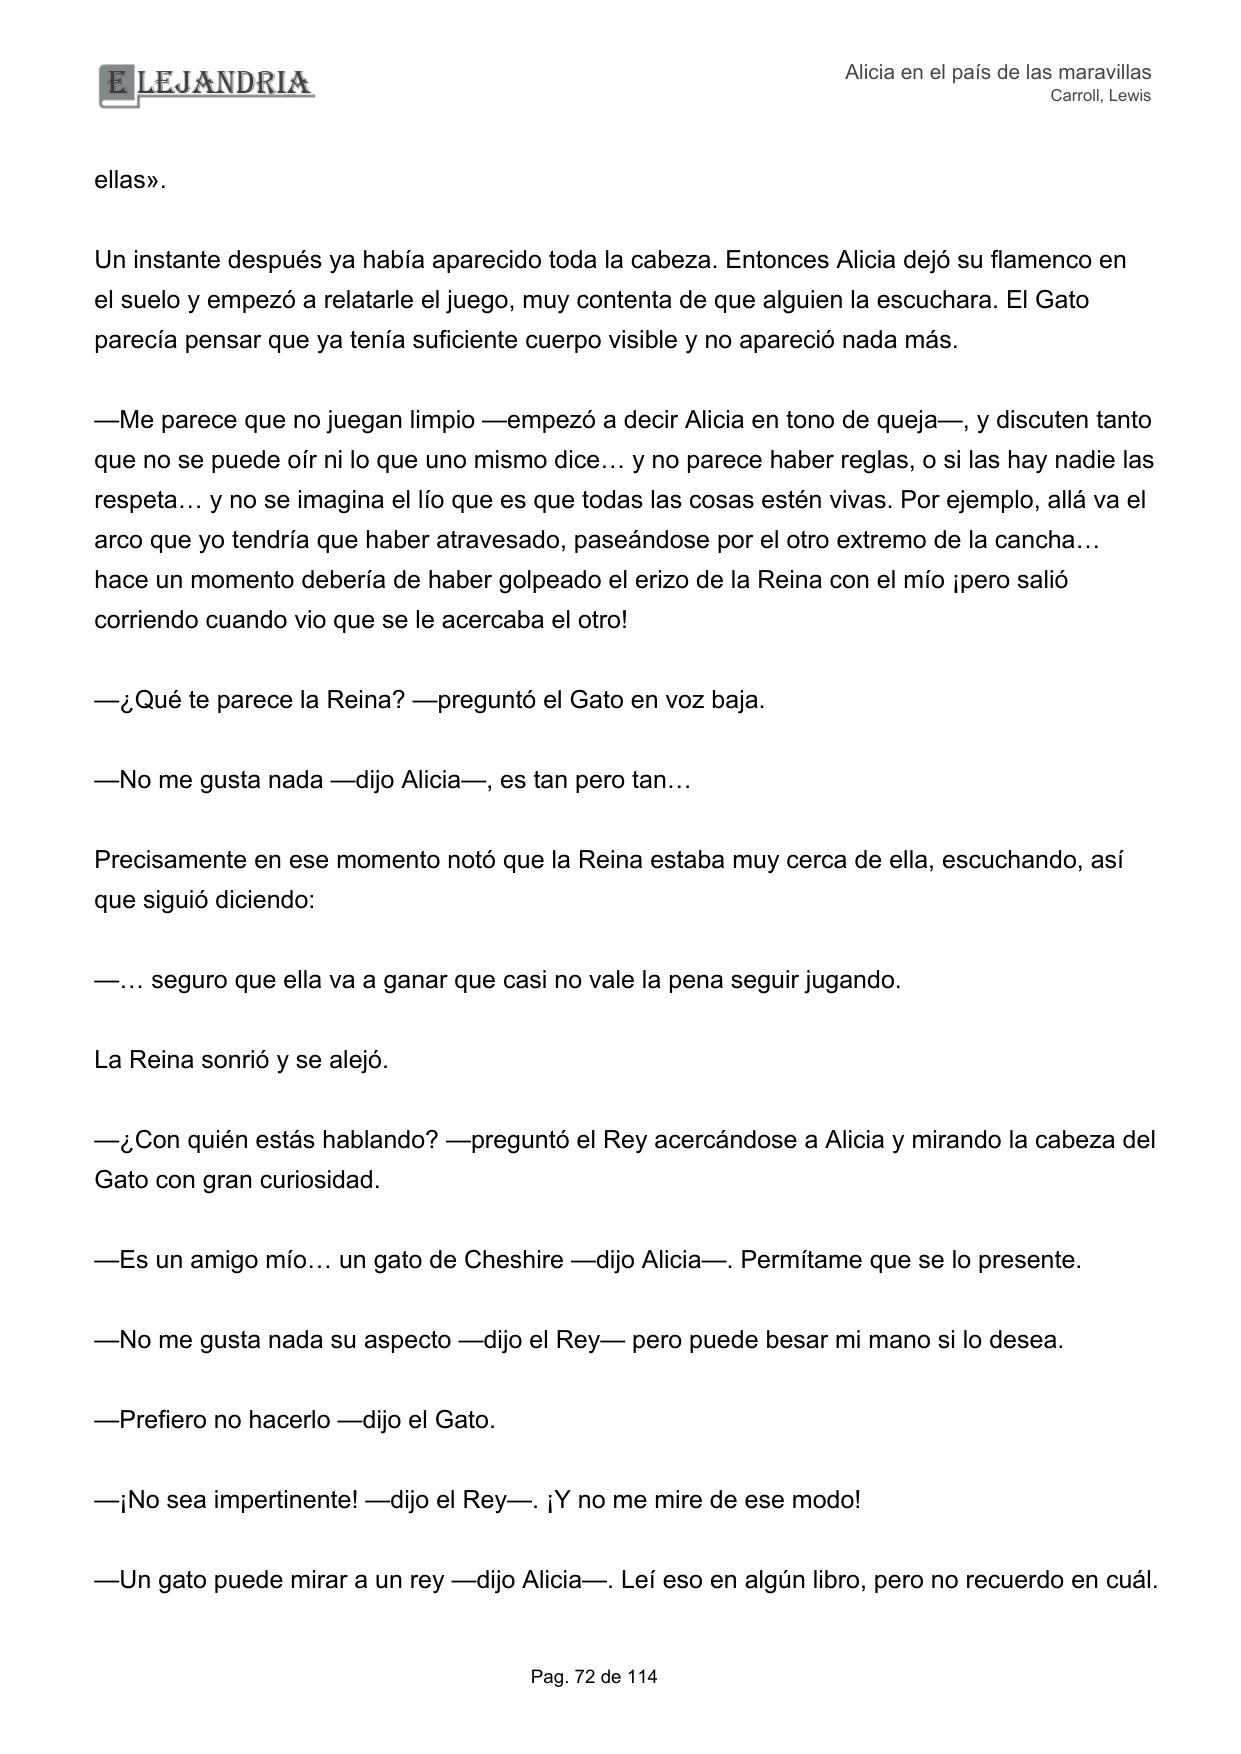 ELEJANDRIA
Alicia en el país de las maravillas
Carroll, Lewis
ellas».
Un instante después ya había aparecido toda la cabeza. Entonces Alicia dejó su flamenco en
el suelo y empezó a relatarle el juego, muy contenta de que alguien la escuchara. El Gato
parecía pensar que ya tenía suficiente cuerpo visible y no apareció nada más.
—Me parece que no juegan limpio —empezó a decir Alicia en tono de queja—, y discuten tanto
que no se puede oír ni lo que uno mismo dice… y no parece haber reglas, o si las hay nadie las
respeta… y no se imagina el lío que es que todas las cosas estén vivas. Por ejemplo, allá va el
arco que yo tendría que haber atravesado, paseándose por el otro extremo de la cancha…
hace un momento debería de haber golpeado el erizo de la Reina con el mío ¡pero salió
corriendo cuando vio que se le acercaba el otro!
—¿Qué te parece la Reina? —preguntó el Gato en voz baja.
—No me gusta nada —dijo Alicia—, es tan pero tan…
Precisamente en ese momento notó que la Reina estaba muy cerca de ella, escuchando, así
que siguió diciendo:
—… seguro que ella va a ganar que casi no vale la pena seguir jugando.
La Reina sonrió y se alejó.
—¿Con quién estás hablando? —preguntó el Rey acercándose a Alicia y mirando la cabeza del
Gato con gran curiosidad.
—Es un amigo mío… un gato de Cheshire —dijo Alicia—. Permítame que se lo presente.
—No me gusta nada su aspecto —dijo el Rey— pero puede besar mi mano si lo desea.
—Prefiero no hacerlo —dijo el Gato.
—¡No sea impertinente! —dijo el Rey—. ¡Y no me mire de ese modo!
—Un gato puede mirar a un rey —dijo Alicia—. Leí eso en algún libro, pero no recuerdo en cuál.
Pag. 72 de 114